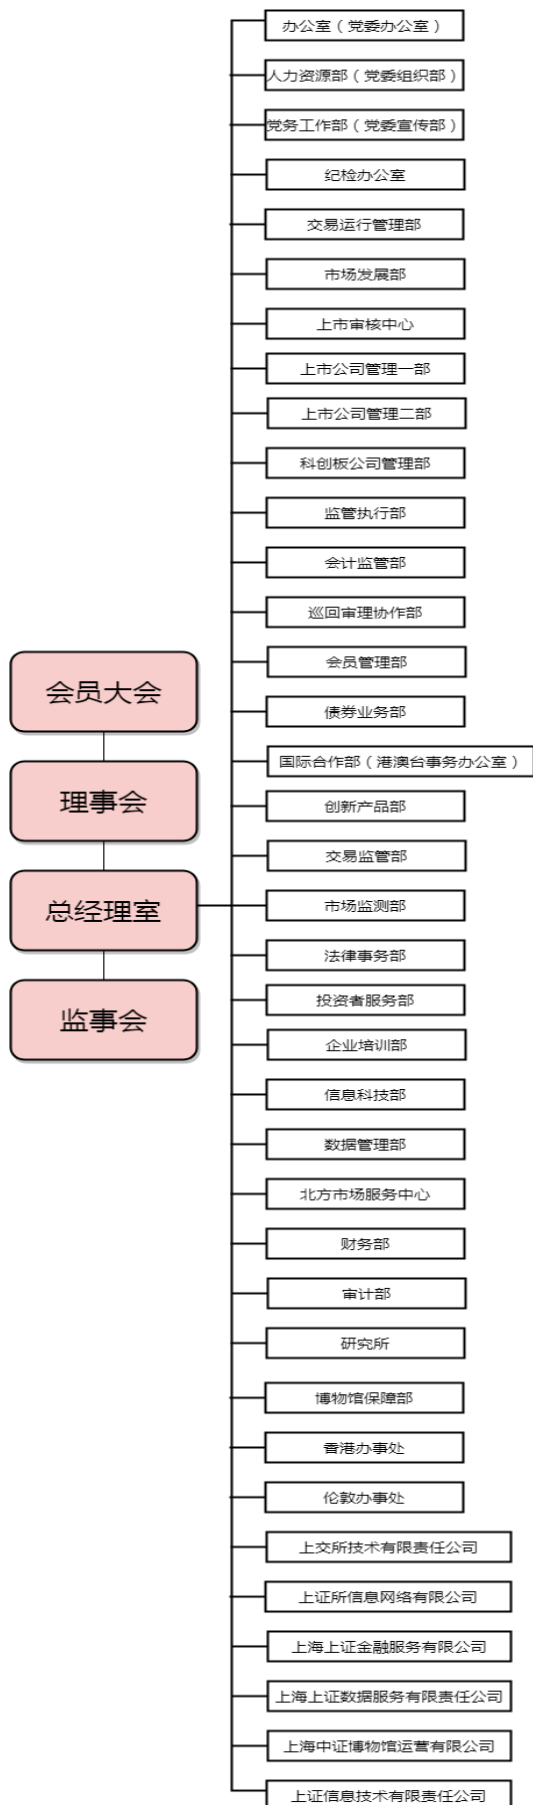 会员大会
理事会
总经理室
监事会
办公室（党委办公室）
人力资源部（党委组织部）
党务工作部（党委宣传部）
纪检办公室
交易运行管理部
市场发展部
上市审核中心
上市公司管理一部
上市公司管理二部
科创板公司管理部
监管执行部
会计监管部
巡回审理协作部
会员管理部
债券业务部
国际合作部（港澳台事务办公室）
创新产品部
交易监管部
市场监测部
法律事务部
投资者服务部
企业培训部
信息科技部
数据管理部
北方市场服务中心
财务部
审计部
研究所
博物馆保障部
香港办事处
伦敦办事处
上交所技术有限责任公司
上证所信息网络有限公司
上海上证金融服务有限公司
上海上证数据服务有限责任公司
上海中证博物馆运营有限公司
上证信息技术有限责任公司